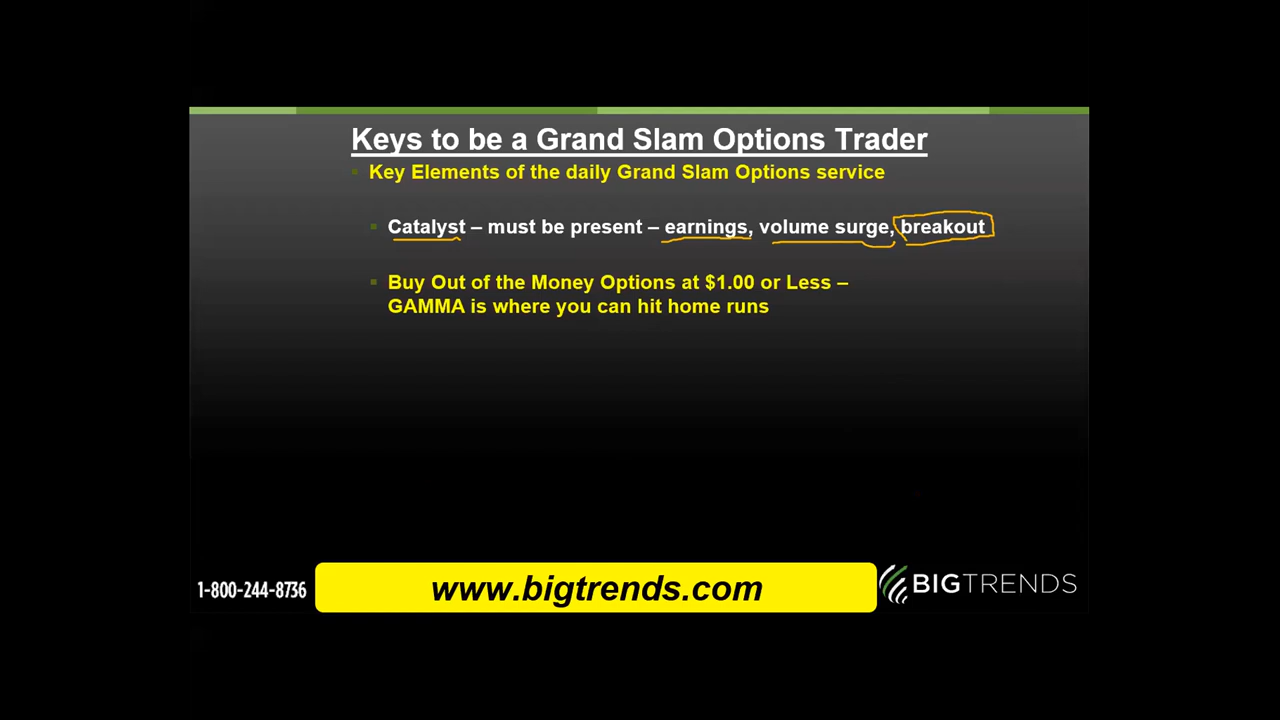 Keys to be a Grand Slam Options Trader
Key Elements of the daily Grand Slam Options service
Catalyst – must be present – earnings, volume surge, breakout
Buy Out of the Money Options at $1.00 or Less –
GAMMA is where you can hit home runs
1-800-244-8736
www.bigtrends.com
BIGTRENDS